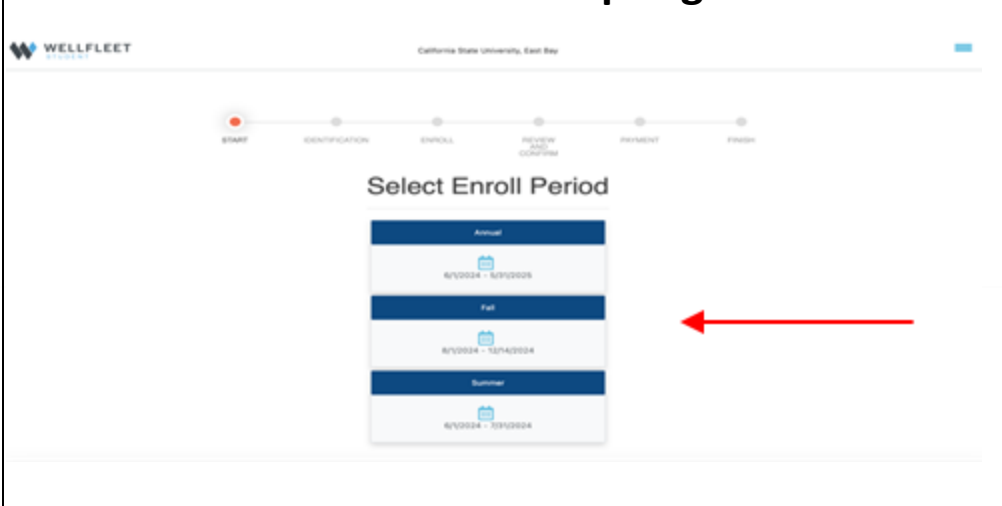 WELLFLEET
STUDENT
California State University, East Bay
START
IDENTIFICATION
ENROLL
REVIEW
AND
CONFIRM
PAYMENT
FINISH
Select Enroll Period
Annual
6/1/2024 - 5/31/2025
Fall
8/1/2024 - 12/14/2024
Summer
6/1/2024 - 7/31/2024